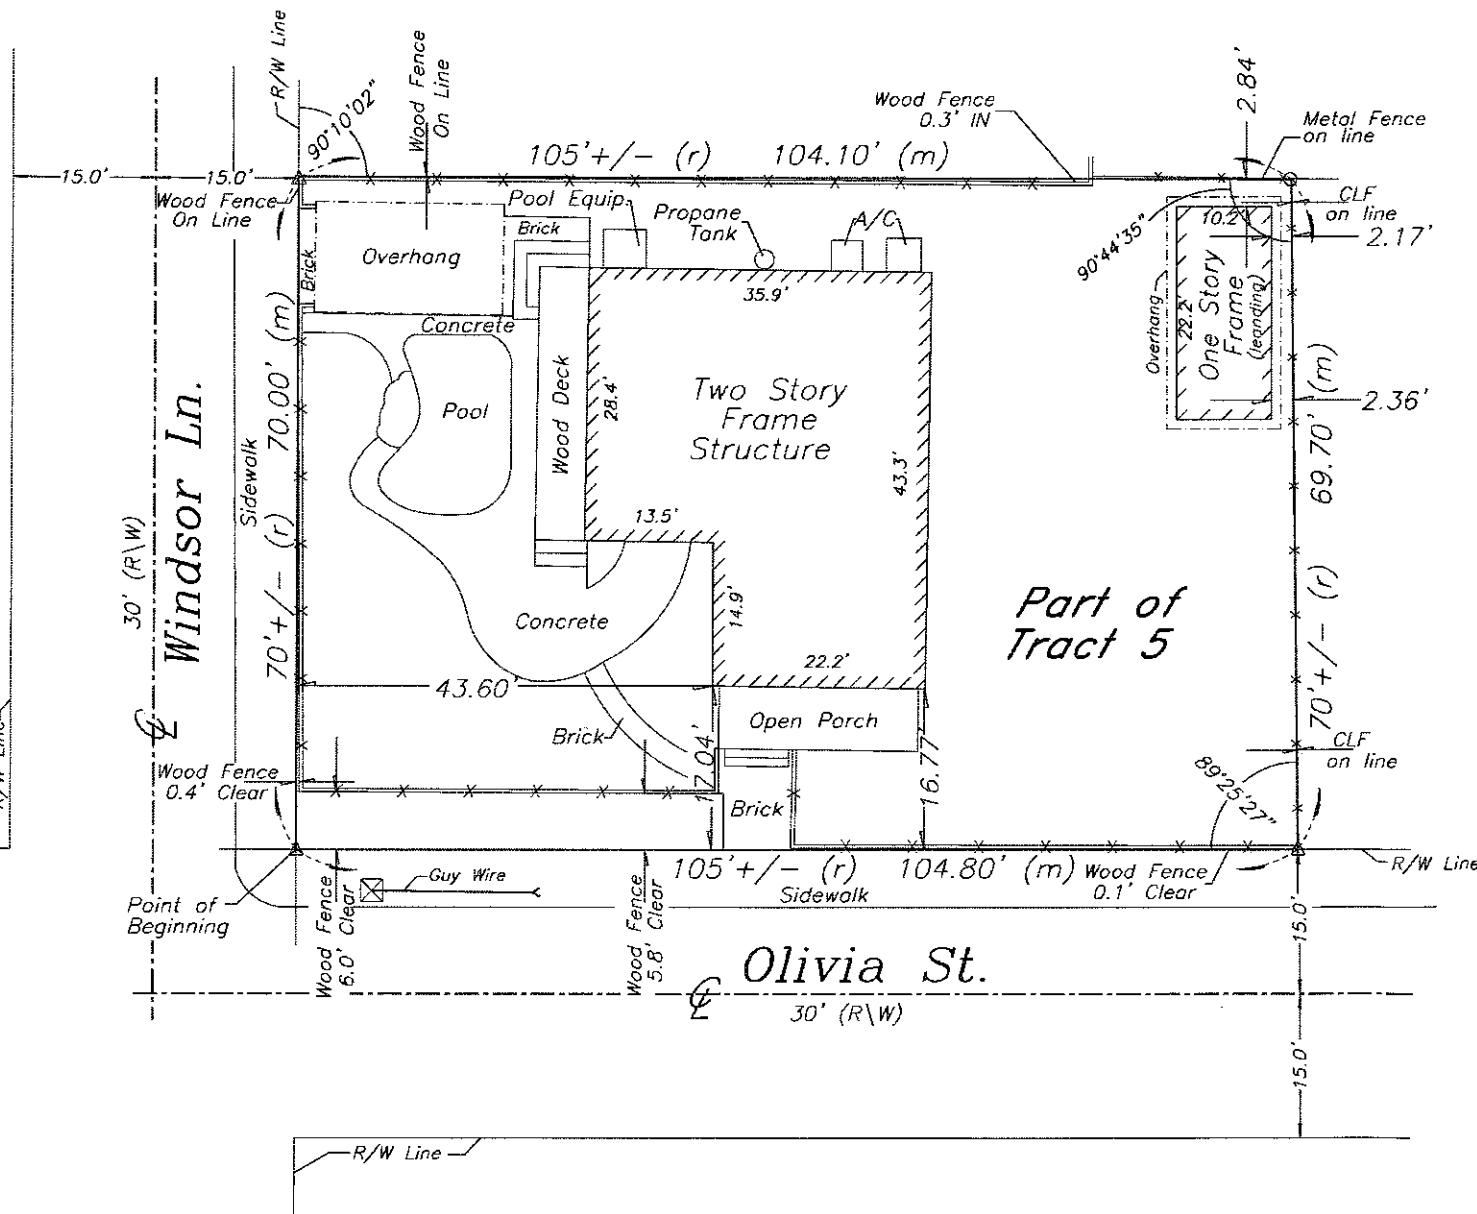 R/W Line
90°10'02"
Wood Fence
On Line
105'+/- (r)
104.10' (m)
Wood Fence
0.3' IN
2.84'
Metal Fence
on line
15.0'
15.0'
Wood Fence
On Line
Pool Equip.
Propane
Tank
A/C
CLF
on line
10.2'
2.17'
90°44'35"
Brick
Brick
Overhang
Concrete
35.9'
Overhang
22.2'
One Story
Frame
(leanding)
2.36'
70.00' (m)
70'+/- (r)
Sidewalk
Windsor Ln.
30' (R\W)
Pool
Wood Deck
28.4'
Two Story
Frame
Structure
43.3'
69.70' (m)
70'+/- (r)
13.5'
14.9'
22.2'
Concrete
Part of
Tract 5
43.60'
Brick
Open Porch
17.04'
16.77'
Brick
CLF
on line
89°25'27"
R/W Line
Wood Fence
0.4' Clear
105'+/- (r)
104.80' (m)
Wood Fence
0.1' Clear
R/W Line
Guy Wire
Sidewalk
Point of
Beginning
Wood Fence
6.0' Clear
Wood Fence
5.8' Clear
15.0'
Olivia St.
30' (R\W)
15.0'
R/W Line